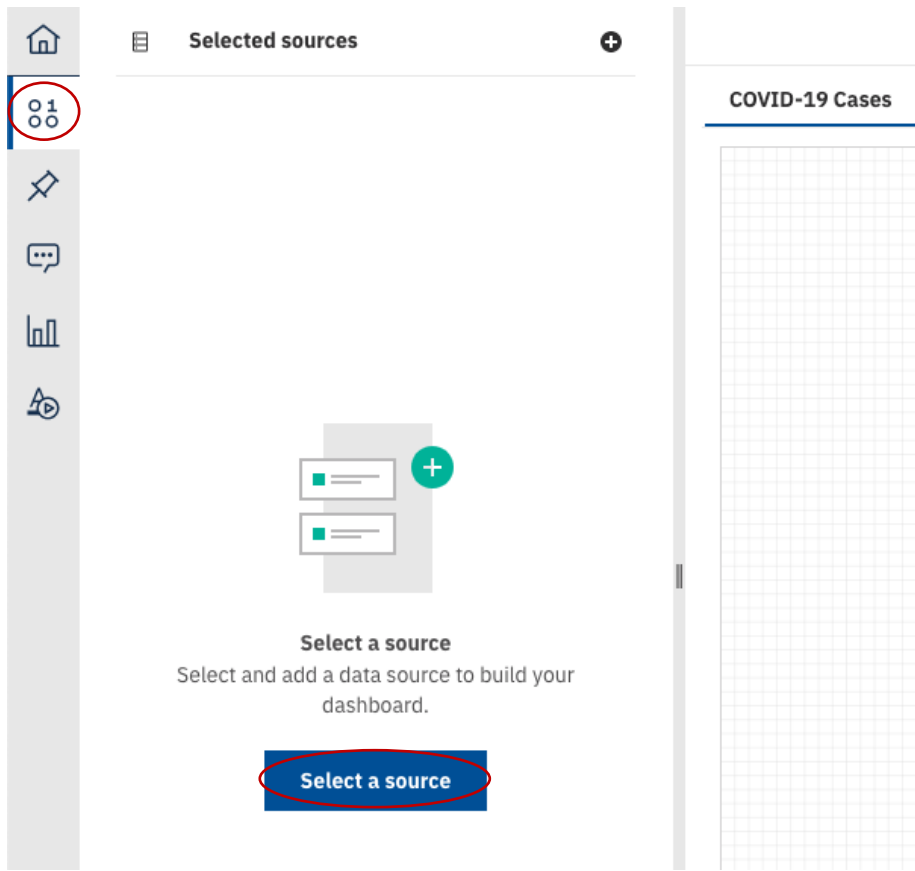 Selected sources
COVID-19 Cases
Select a source
Select and add a data source to build your
dashboard.
Select a source